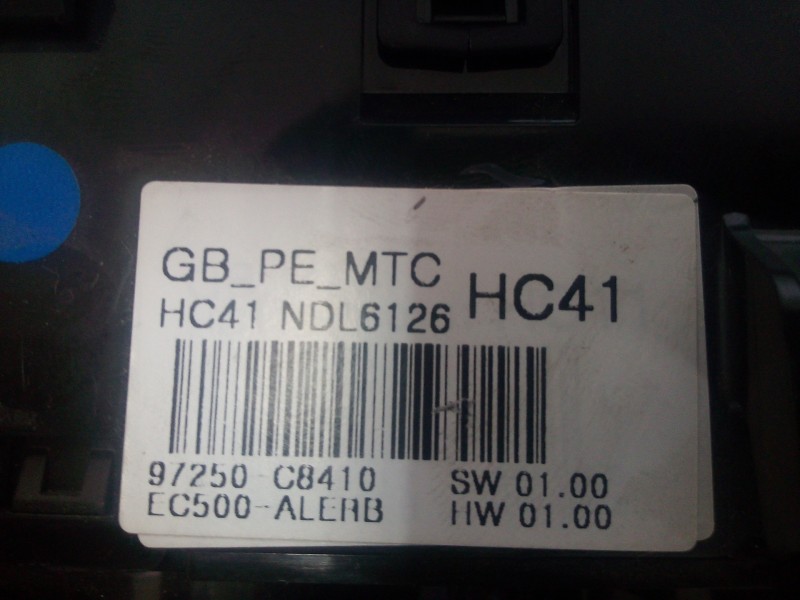 GB_PE_MTC
HC41 NDL6126
HC41
97250-C8410
SW 01.00
EC500-ALERB
HW 01.00